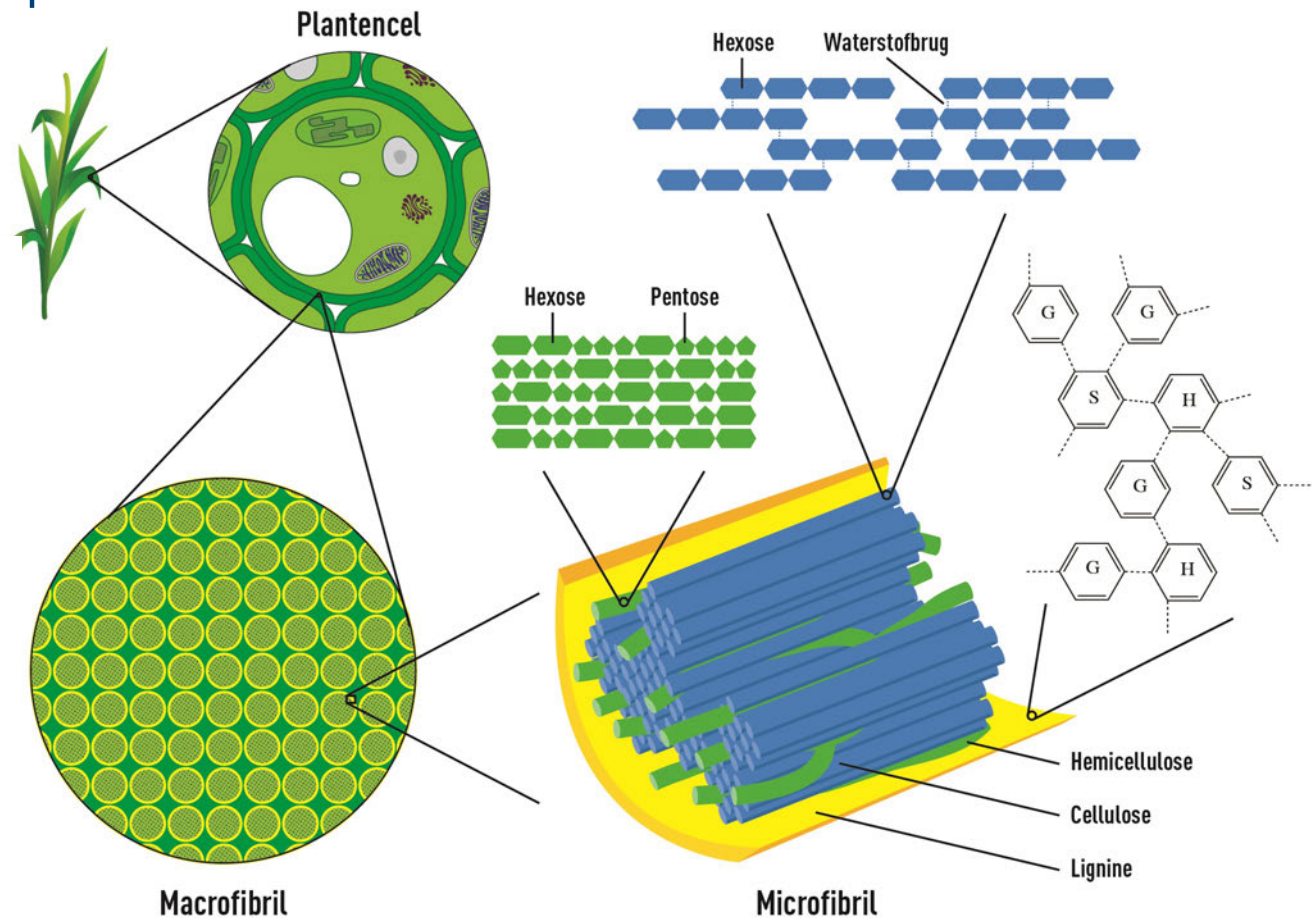 Plantencel
Hexose
Waterstofbrug
Hexose
Pentose
G
G
S
H
G
S
G
H
Hemicellulose
Cellulose
Lignine
Macrofibril
Microfibril